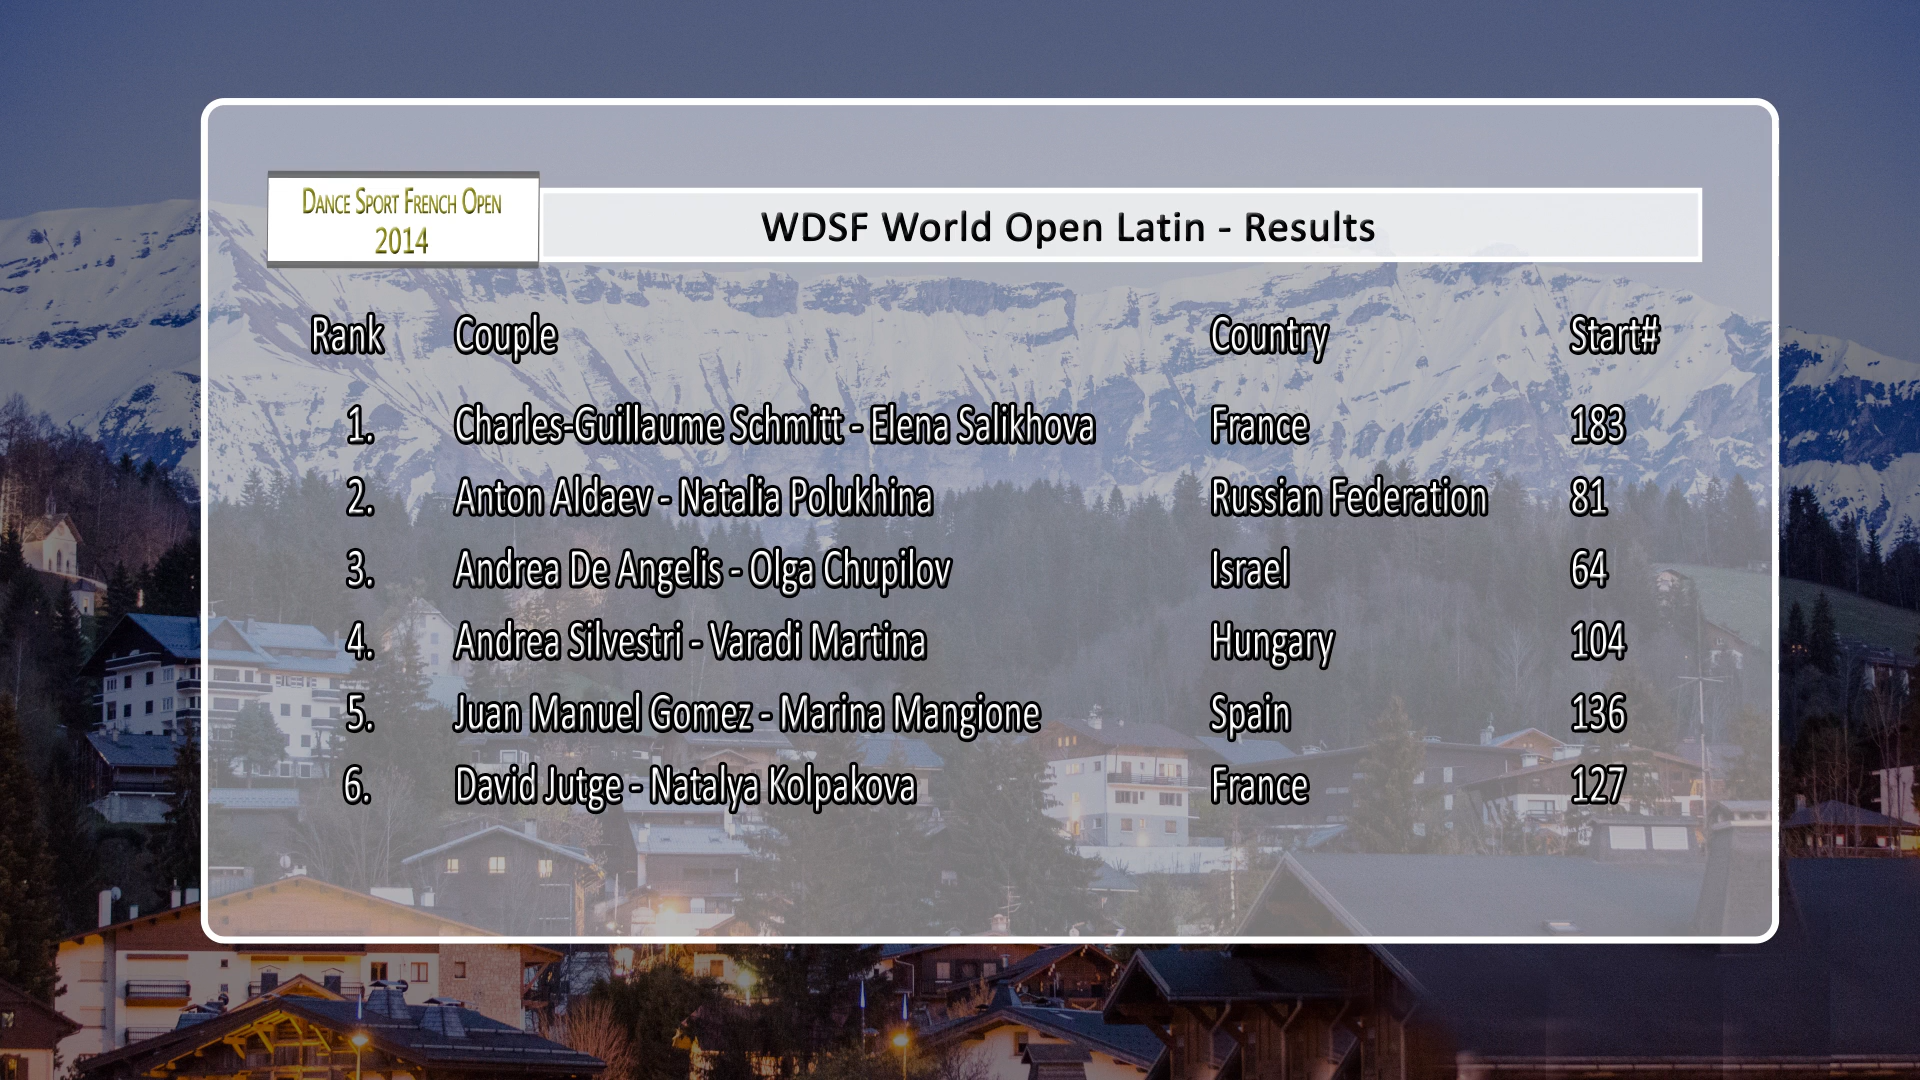 Dance Sport French Open
2014
WDSF World Open Latin - Results
Rank Couple Country Start#
1. Charles-Guillaume Schmitt - Elena Salikhova France 183
2. Anton Aldaev - Natalia Polukhina Russian Federation 81
3. Andrea De Angelis - Olga Chupilov Israel 64
4. Andrea Silvestri - Varadi Martina Hungary 104
5. Juan Manuel Gomez - Marina Mangione Spain 136
6. David Jutge - Natalya Kolpakova France 127